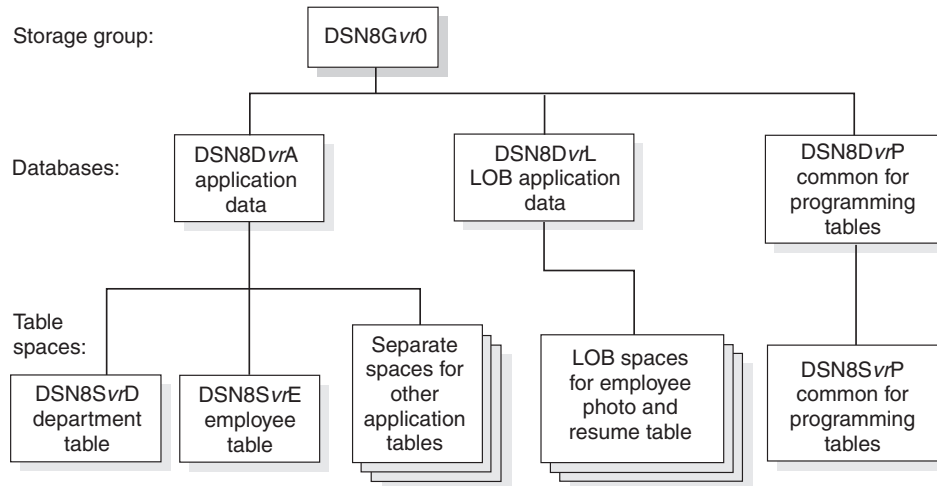 Storage group:
DSN8Gvr0
Databases:
DSN8DvrA
application
data
DSN8DvrL
LOB application
data
DSN8DvrP
common for
programming
tables
Table
spaces:
DSN8SvrD
department
table
DSN8SvrE
employee
table
Separate
spaces for
other
application
tables
LOB spaces
for employee
photo and
resume table
DSN8SvrP
common for
programming
tables